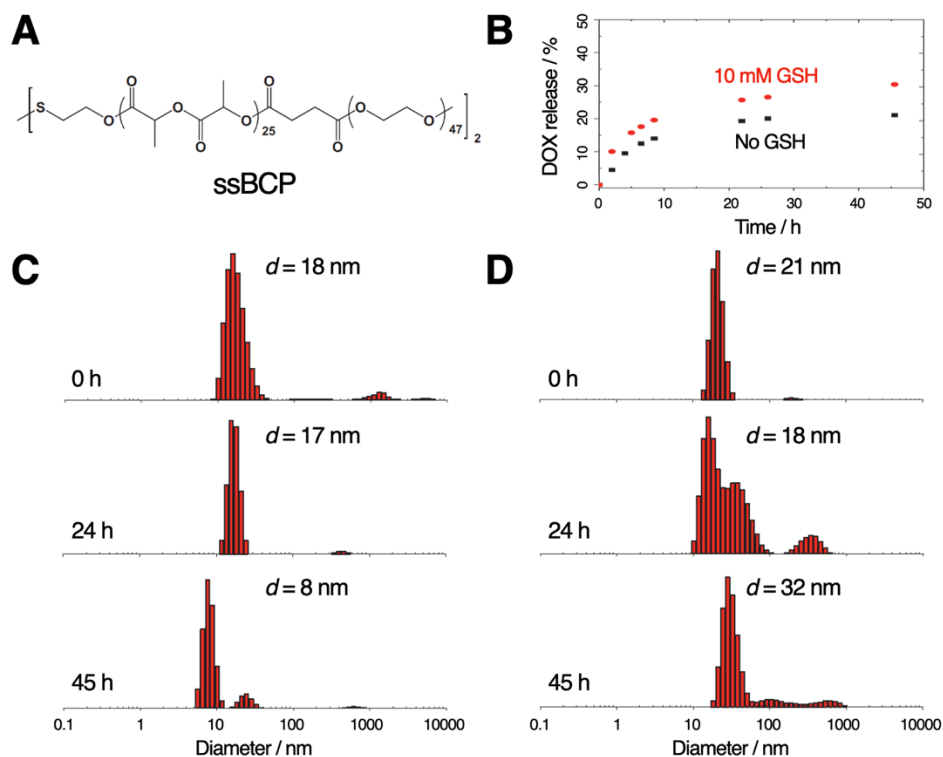 A
S
O
O
O
O
O
O
O
O
O
O
25
47
2
ssBCP
B
DOX release / %
50
40
30
20
10
0
10 mM GSH
No GSH
0 10 20 30 40 50
Time / h
C
d = 18 nm
0 h
d = 17 nm
24 h
d = 8 nm
45 h
0.1 1 10 100 1000 10000
Diameter / nm
D
d = 21 nm
0 h
d = 18 nm
24 h
d = 32 nm
45 h
0.1 1 10 100 1000 10000
Diameter / nm